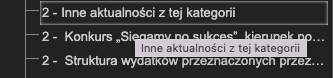 2 - Inne aktualności z tej kategorii
2 - Konkurs „Sięgamy po sukces”, kierunek po...
Inne aktualności z tej kategorii
2 - Struktura wydatków przeznaczonych przez...